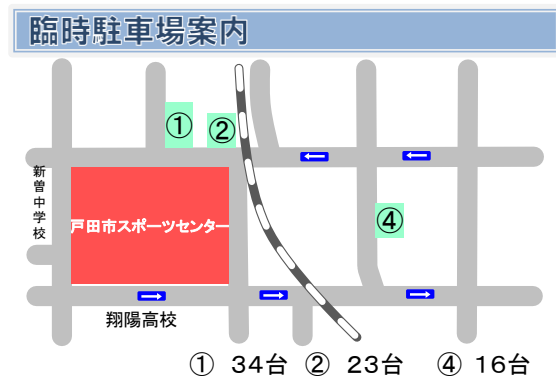 臨時駐車場案内
①
②
新曽中学校
戸田市スポーツセンター
④
翔陽高校
① 34台 ② 23台 ④ 16台